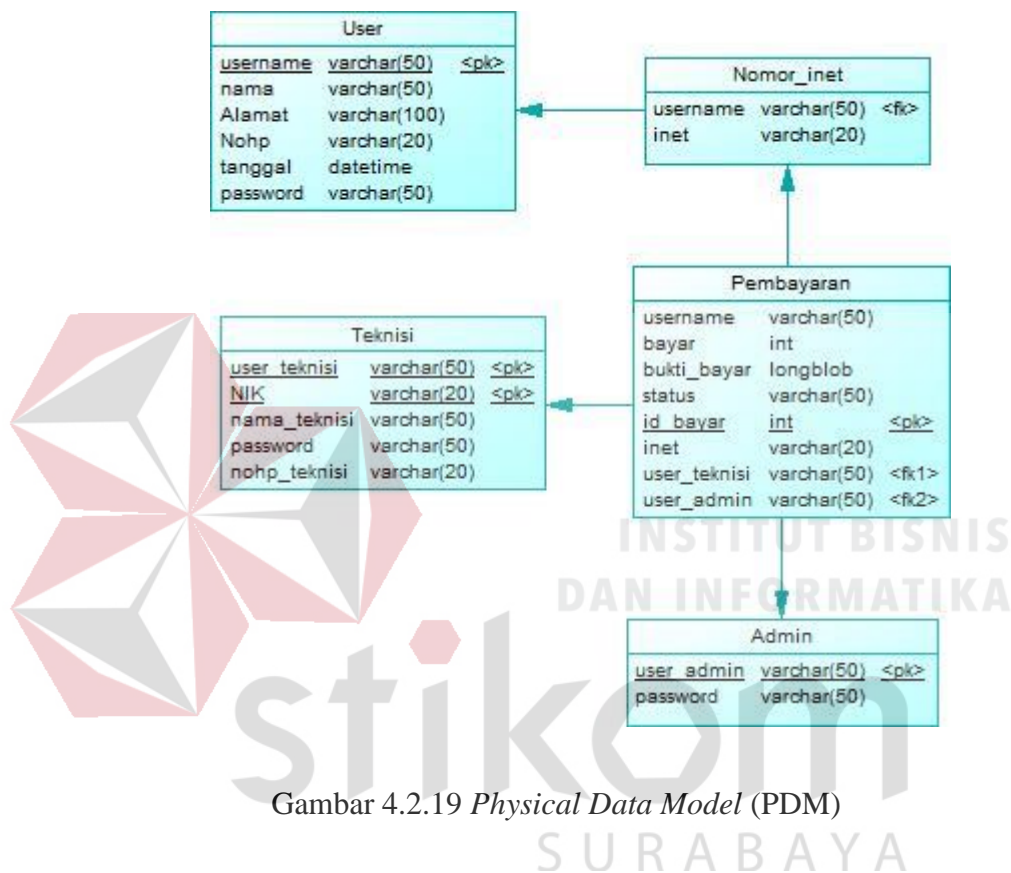 User
username varchar(50) <pk>
nama varchar(50)
Alamat varchar(100)
Nohp varchar(20)
tanggal datetime
password varchar(50)
Nomor_inet
username varchar(50) <fk>
inet varchar(20)
Pembayaran
username varchar(50)
bayar int
bukti_bayar longblob
status varchar(50)
id_bayar int <pk>
inet varchar(20)
user_teknisi varchar(50) <fk1>
user_admin varchar(50) <fk2>
Teknisi
user_teknisi varchar(50) <pk>
NIK varchar(20) <pk>
nama_teknisi varchar(50)
password varchar(50)
nohp_teknisi varchar(20)
INSTITUT BISNIS
DAN INFORMATIKA
Admin
user_admin varchar(50) <pk>
password varchar(50)
stikom
Gambar 4.2.19 Physical Data Model (PDM)
SURABAYA